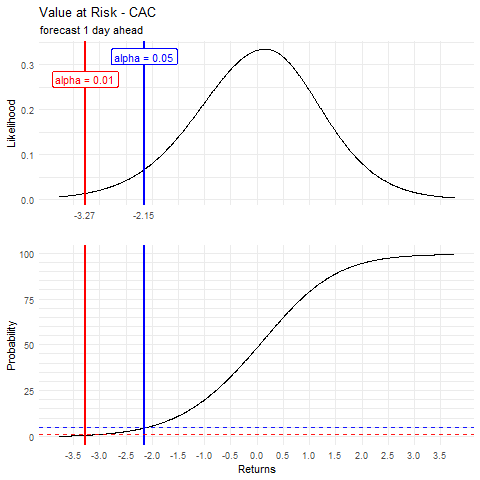 Value at Risk - CAC
forecast 1 day ahead
alpha = 0.05
alpha = 0.01
Likelihood
0.3
0.2
0.1
0.0
-3.27 -2.15
Probability
100
75
50
25
0
-3.5 -3.0 -2.5 -2.0 -1.5 -1.0 -0.5 0.0 0.5 1.0 1.5 2.0 2.5 3.0 3.5
Returns